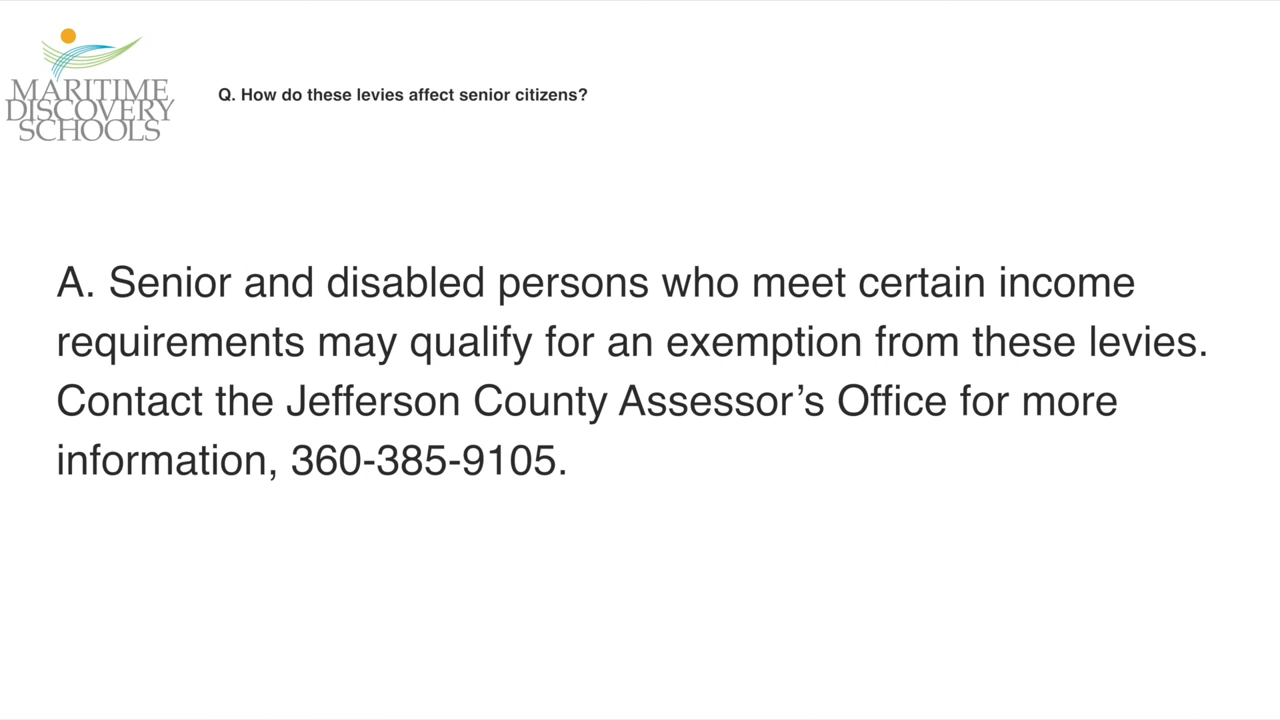 MARITIME
DISCOVERY
SCHOOLS
Q. How do these levies affect senior citizens?
A. Senior and disabled persons who meet certain income
requirements may qualify for an exemption from these levies.
Contact the Jefferson County Assessor’s Office for more
information, 360-385-9105.